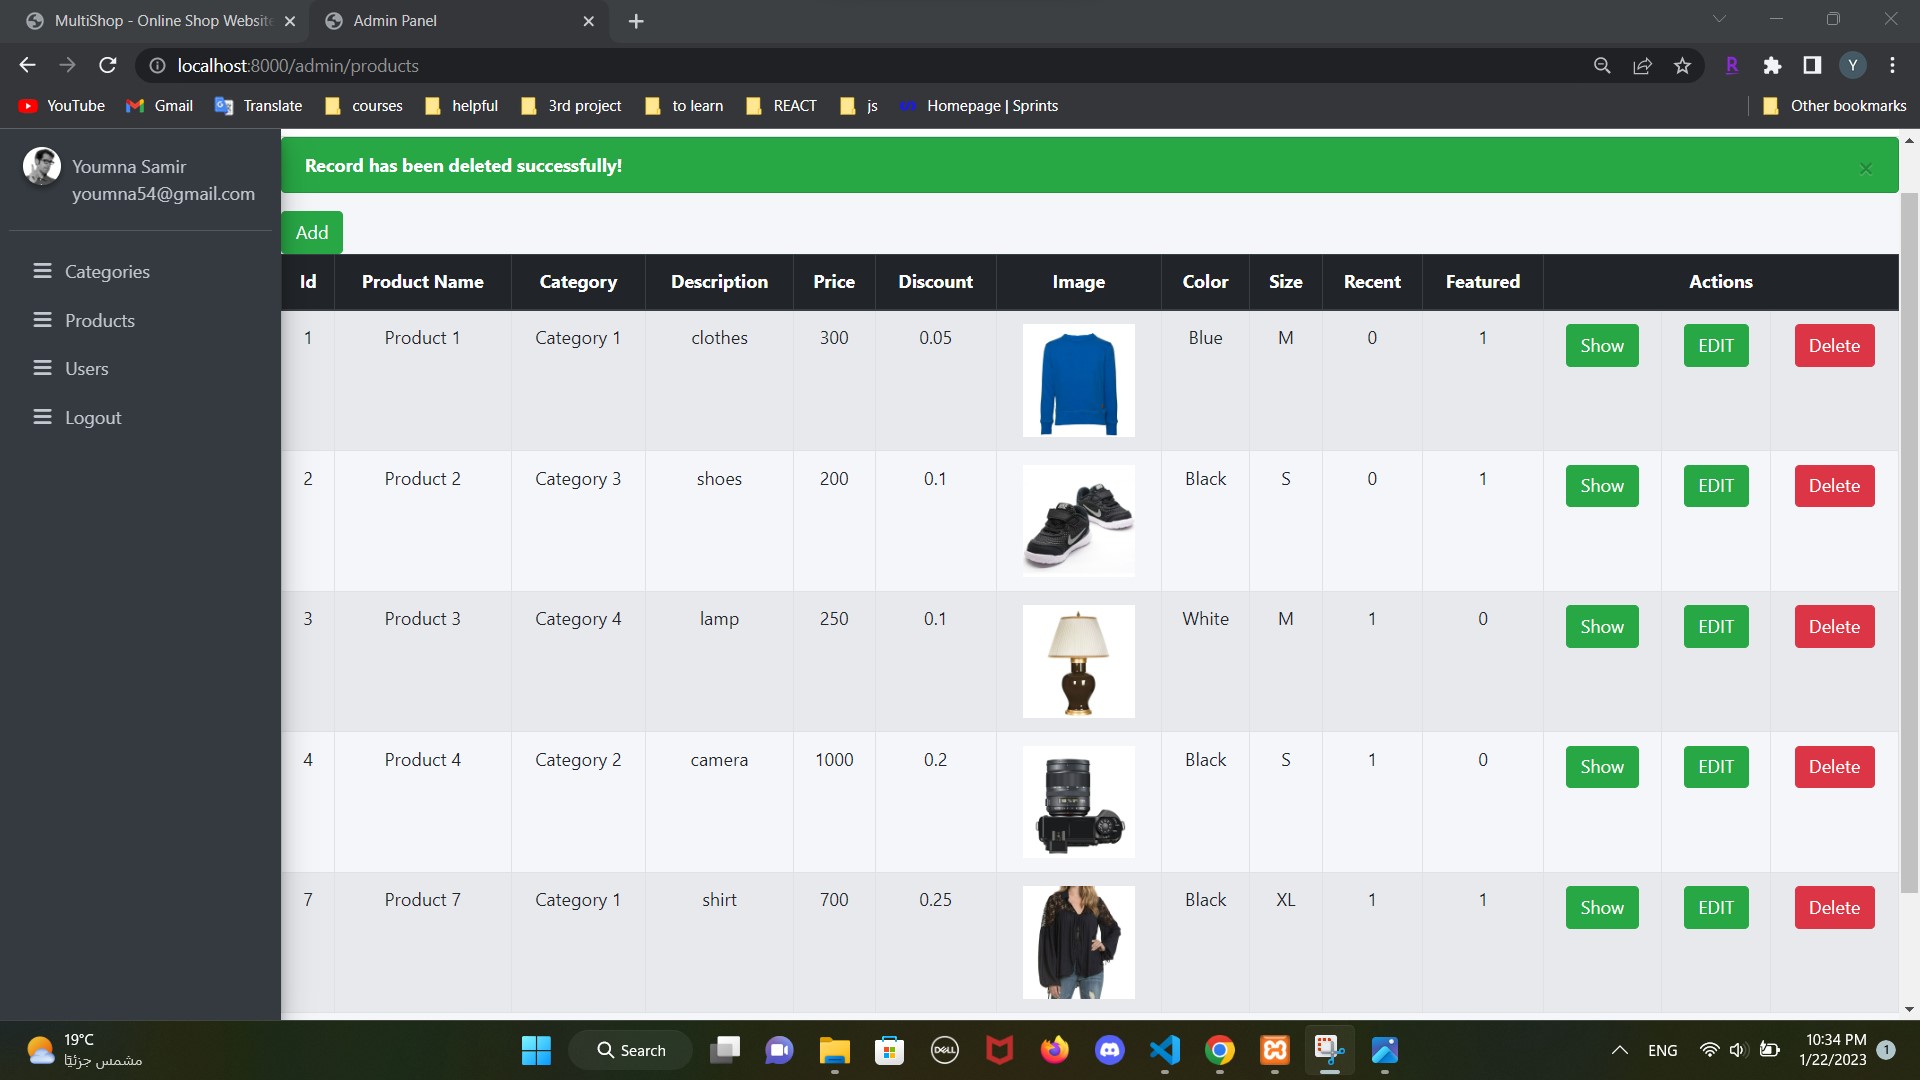 MultiShop - Online Shop Website
Admin Panel
localhost:8000/admin/products
R
Y
YouTube
Gmail
Translate
courses
helpful
3rd project
to learn
REACT
js
Homepage | Sprints
Other bookmarks
Youmna Samir
youmna54@gmail.com
Categories
Products
Users
Logout
Record has been deleted successfully!
×
Add
Id Product Name Category Description Price Discount Image Color Size Recent Featured Actions
1 Product 1 Category 1 clothes 300 0.05 Blue M 0 1 Show EDIT Delete
2 Product 2 Category 3 shoes 200 0.1 Black S 0 1 Show EDIT Delete
3 Product 3 Category 4 lamp 250 0.1 White M 1 0 Show EDIT Delete
4 Product 4 Category 2 camera 1000 0.2 Black S 1 0 Show EDIT Delete
7 Product 7 Category 1 shirt 700 0.25 Black XL 1 1 Show EDIT Delete
19°C
مشمس جزئيًا
Search
DELL
ENG
10:34 PM
1/22/2023
1